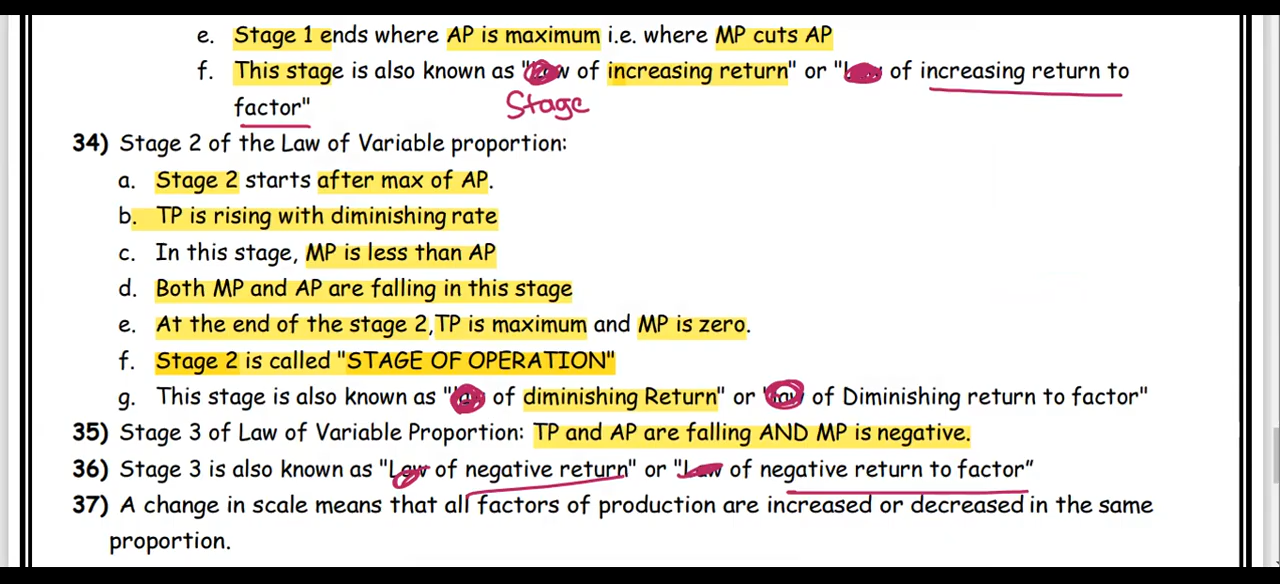 e. Stage 1 ends where AP is maximum i.e. where MP cuts AP
f. This stage is also known as " of increasing return" or " of increasing return to
factor"
Stage
34) Stage 2 of the Law of Variable proportion:
a. Stage 2 starts after max of AP.
b. TP is rising with diminishing rate
c. In this stage, MP is less than AP
d. Both MP and AP are falling in this stage
e. At the end of the stage 2,TP is maximum and MP is zero.
f. Stage 2 is called "STAGE OF OPERATION"
g. This stage is also known as " of diminishing Return" or " of Diminishing return to factor"
35) Stage 3 of Law of Variable Proportion: TP and AP are falling AND MP is negative.
36) Stage 3 is also known as "Law of negative return" or "Law of negative return to factor”
37) A change in scale means that all factors of production are increased or decreased in the same
proportion.